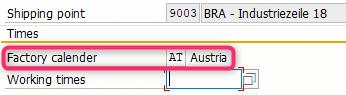 Shipping point 9003 BRA - Industriezeile 18
Times
Factory calender AT Austria
Working times